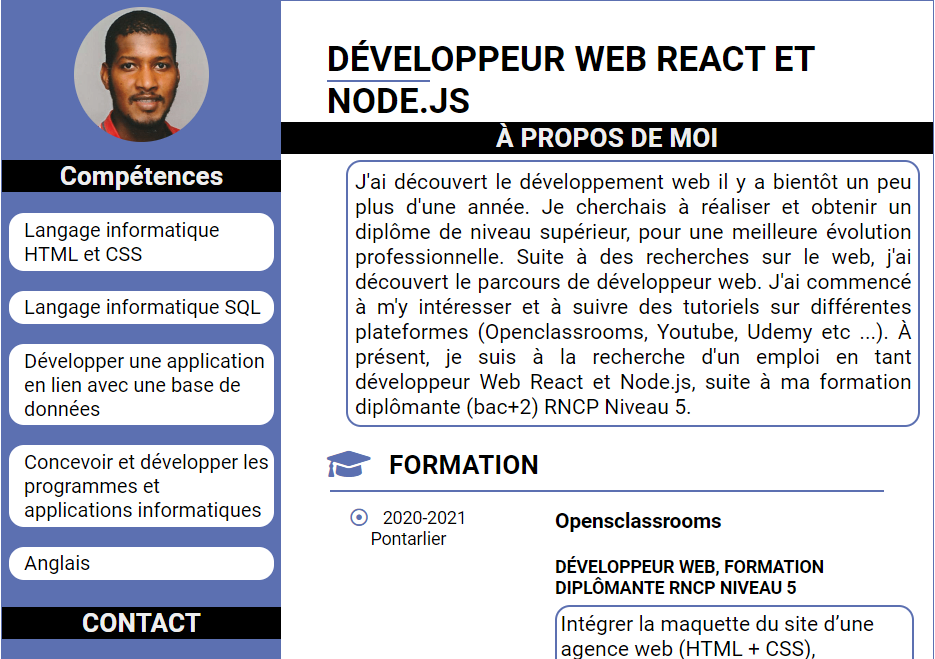 Compétences
Langage informatique
HTML et CSS
Langage informatique SQL
Développer une application
en lien avec une base de
données
Concevoir et développer les
programmes et
applications informatiques
Anglais
CONTACT
DÉVELOPPEUR WEB REACT ET
NODE.JS
À PROPOS DE MOI
J'ai découvert le développement web il y a bientôt un peu
plus d'une année. Je cherchais à réaliser et obtenir un
diplôme de niveau supérieur, pour une meilleure évolution
professionnelle. Suite à des recherches sur le web, j'ai
découvert le parcours de développeur web. J'ai commencé
à m'y intéresser et à suivre des tutoriels sur différentes
plateformes (Openclassrooms, Youtube, Udemy etc ...). À
présent, je suis à la recherche d'un emploi en tant
développeur Web React et Node.js, suite à ma formation
diplômante (bac+2) RNCP Niveau 5.
FORMATION
2020-2021
Pontarlier
Opensclassrooms
DÉVELOPPEUR WEB, FORMATION
DIPLÔMANTE RNCP NIVEAU 5
Intégrer la maquette du site d’une
agence web (HTML + CSS),